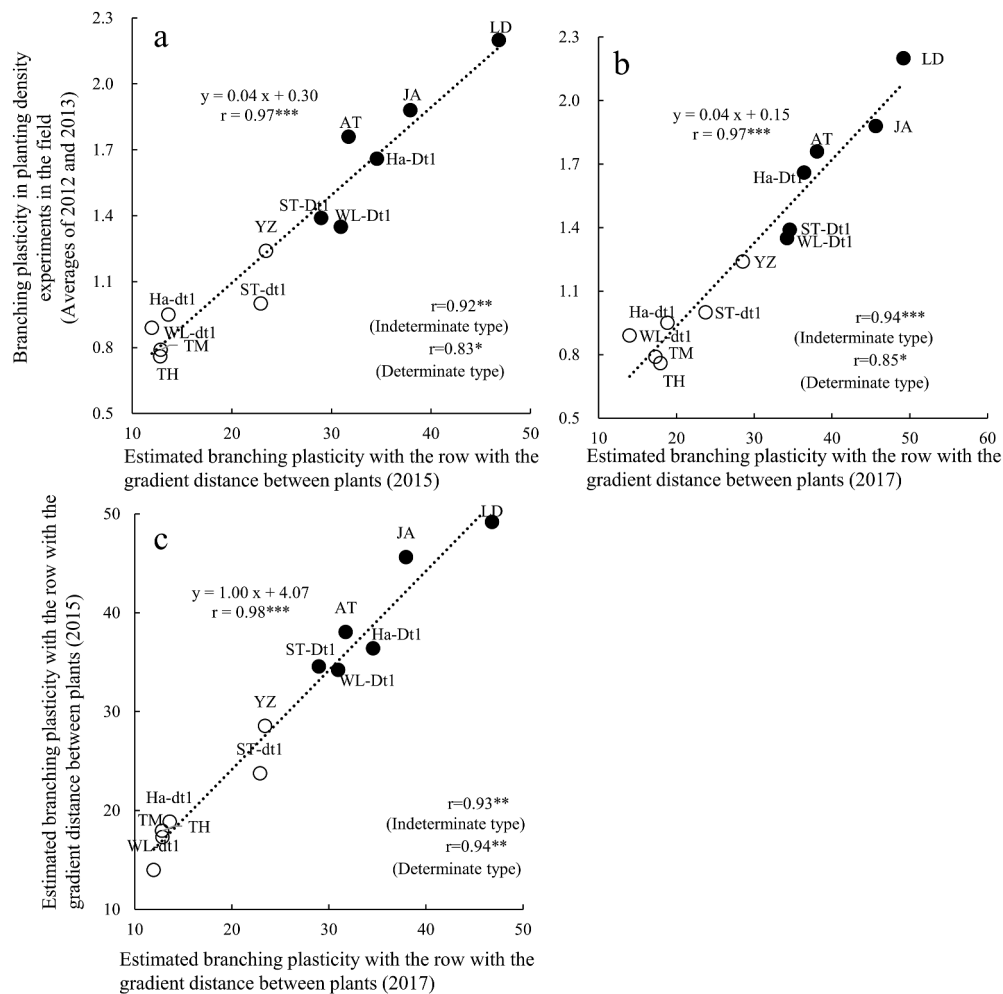 a
Branching plasticity in planting density
experiments in the field
(Averages of 2012 and 2013)
2.3
2.0
1.7
1.4
1.1
0.8
0.5
y = 0.04 x + 0.30
r = 0.97***
LD
JA
AT
Ha-Dt1
ST-Dt1
WL-Dt1
YZ
ST-dt1
Ha-dt1
WL-dt1
TM
TH
r=0.92**
(Indeterminate type)
r=0.83*
(Determinate type)
10 20 30 40 50
Estimated branching plasticity with the row with the
gradient distance between plants (2015)
b
2.3
2.0
1.7
1.4
1.1
0.8
0.5
y = 0.04 x + 0.15
r = 0.97***
LD
JA
AT
Ha-Dt1
ST-Dt1
WL-Dt1
YZ
Ha-dt1
ST-dt1
WL-dt1
TM
TH
r=0.94***
(Indeterminate type)
r=0.85*
(Determinate type)
10 20 30 40 50 60
Estimated branching plasticity with the row with the
gradient distance between plants (2017)
c
Estimated branching plasticity with the row with the
gradient distance between plants (2015)
50
40
30
20
10
y = 1.00 x + 4.07
r = 0.98***
LD
JA
AT
Ha-Dt1
ST-Dt1
WL-Dt1
YZ
ST-dt1
Ha-dt1
TM
TH
WL-dt1
r=0.93**
(Indeterminate type)
r=0.94**
(Determinate type)
10 20 30 40 50
Estimated branching plasticity with the row with the
gradient distance between plants (2017)